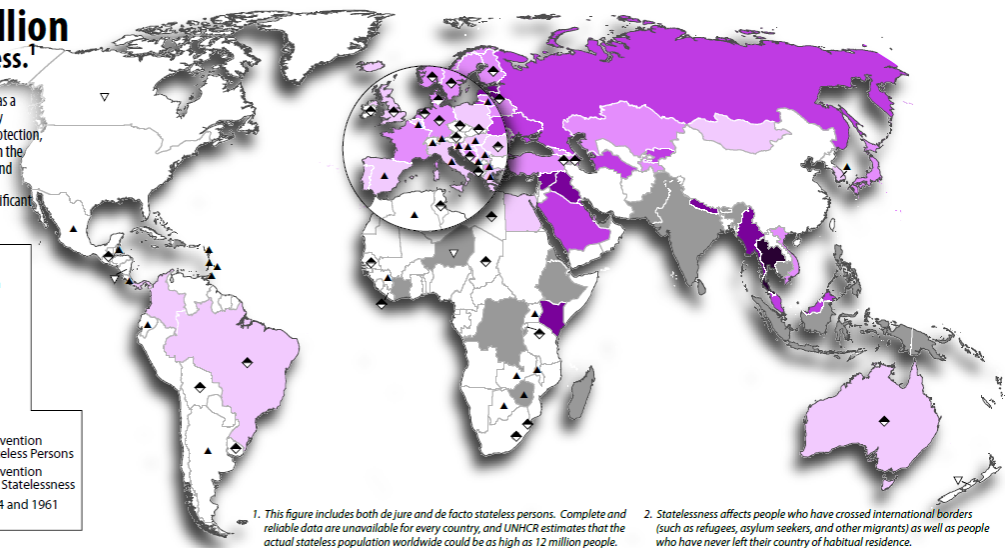 llion
ess.¹
as a
y
otection,
n the
nd
nificant
vention
eless Persons
vention
Statelessness
4 and 1961
1. This figure includes both de jure and de facto stateless persons. Complete and
reliable data are unavailable for every country, and UNHCR estimates that the
actual stateless population worldwide could be as high as 12 million people.
2. Statelessness affects people who have crossed international borders
(such as refugees, asylum seekers, and other migrants) as well as people
who have never left their country of habitual residence.